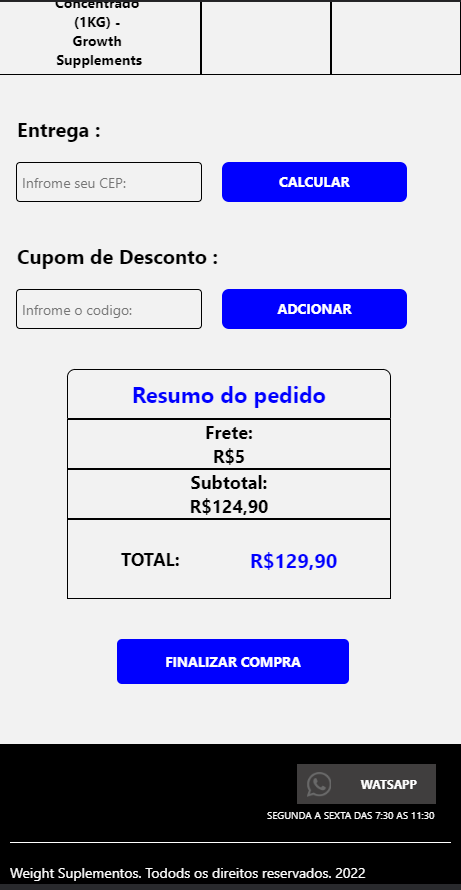 Concentrado
(1KG) -
Growth
Supplements
Entrega :
Infrome seu CEP:
CALCULAR
Cupom de Desconto :
Infrome o codigo:
ADCIONAR
Resumo do pedido
Frete:
R$5
Subtotal:
R$124,90
TOTAL:
R$129,90
FINALIZAR COMPRA
WATSAPP
SEGUNDA A SEXTA DAS 7:30 AS 11:30
Weight Suplementos. Todods os direitos reservados. 2022